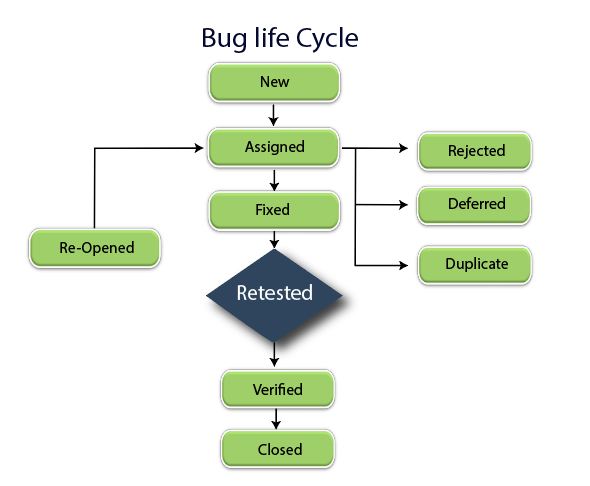 Bug life Cycle
New
Assigned
Rejected
Fixed
Deferred
Re-Opened
Duplicate
Retested
Verified
Closed